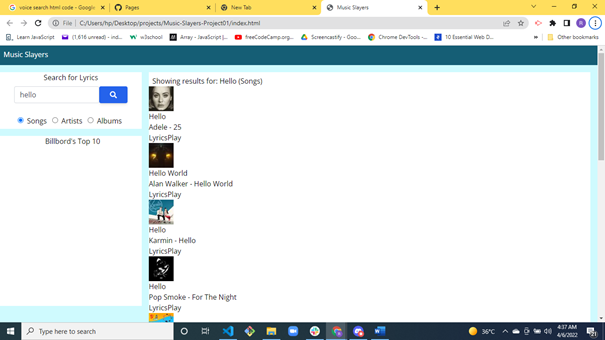 voice search html code - Google
Pages
New Tab
Music Slayers
File
C:/Users/hp/Desktop/projects/Music-Slayers-Project01/index.html
Learn JavaScript
(1,616 unread) - ind...
w3school
Array - JavaScript |...
freeCodeCamp.org...
Screencastify - Goo...
Chrome DevTools -...
10 Essential Web D...
»
Other bookmarks
Music Slayers
Search for Lyrics
hello
Songs
Artists
Albums
Billbord's Top 10
Showing results for: Hello (Songs)
Hello
Adele - 25
LyricsPlay
Hello World
Alan Walker - Hello World
LyricsPlay
Hello
Karmin - Hello
LyricsPlay
Hello
Pop Smoke - For The Night
LyricsPlay
Type here to search
36°C
4:37 AM
4/6/2022